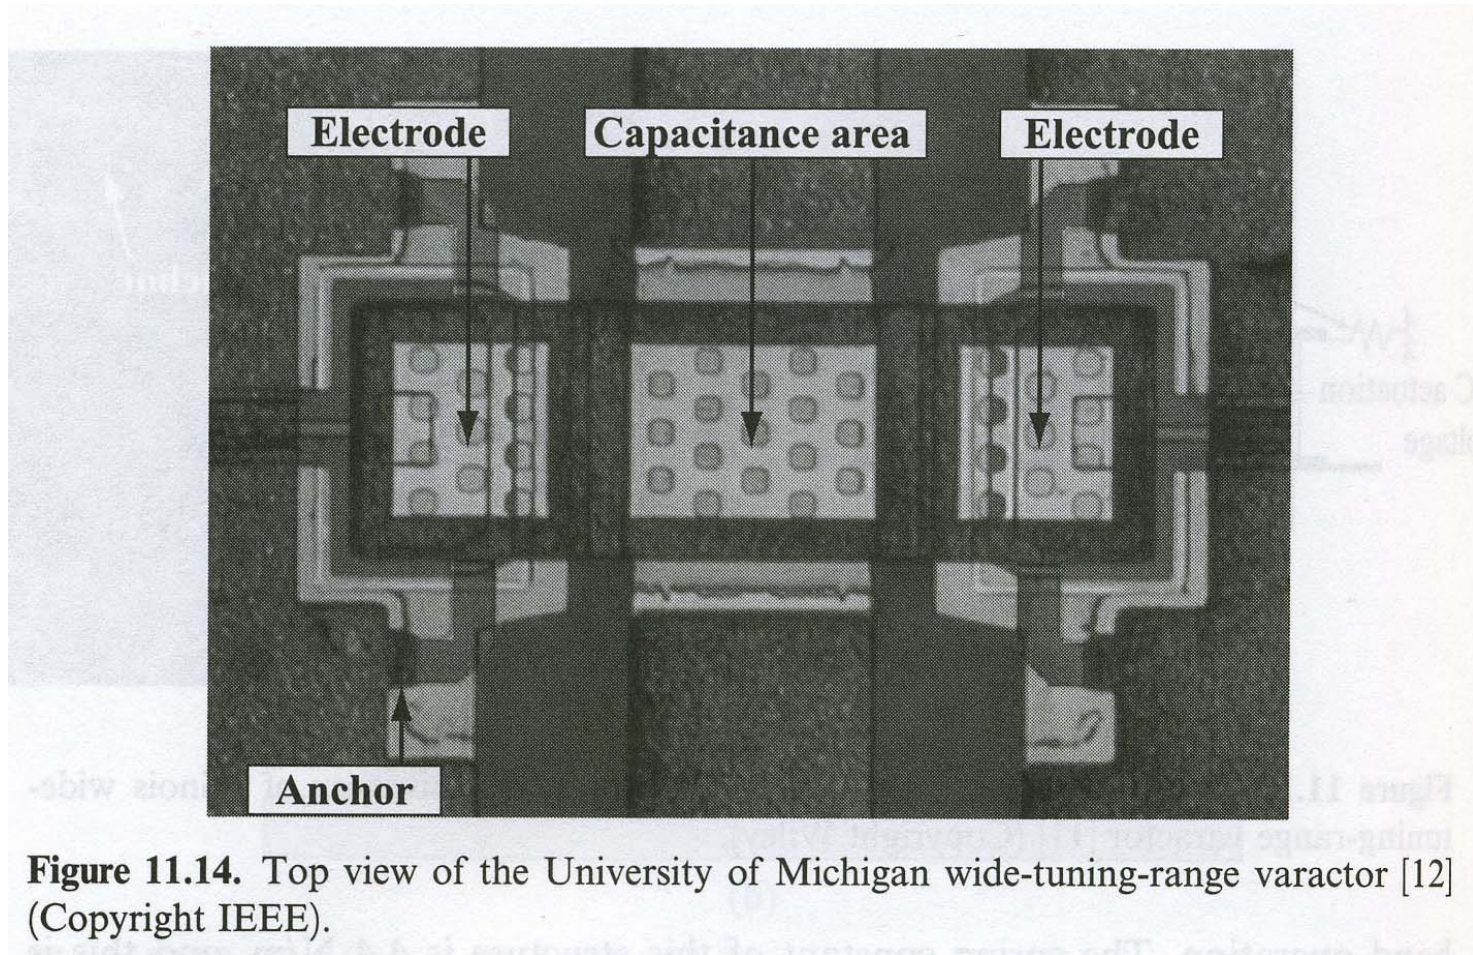 Electrode
Capacitance area
Electrode
Anchor
Figure 11.14. Top view of the University of Michigan wide-tuning-range varactor [12]
(Copyright IEEE).